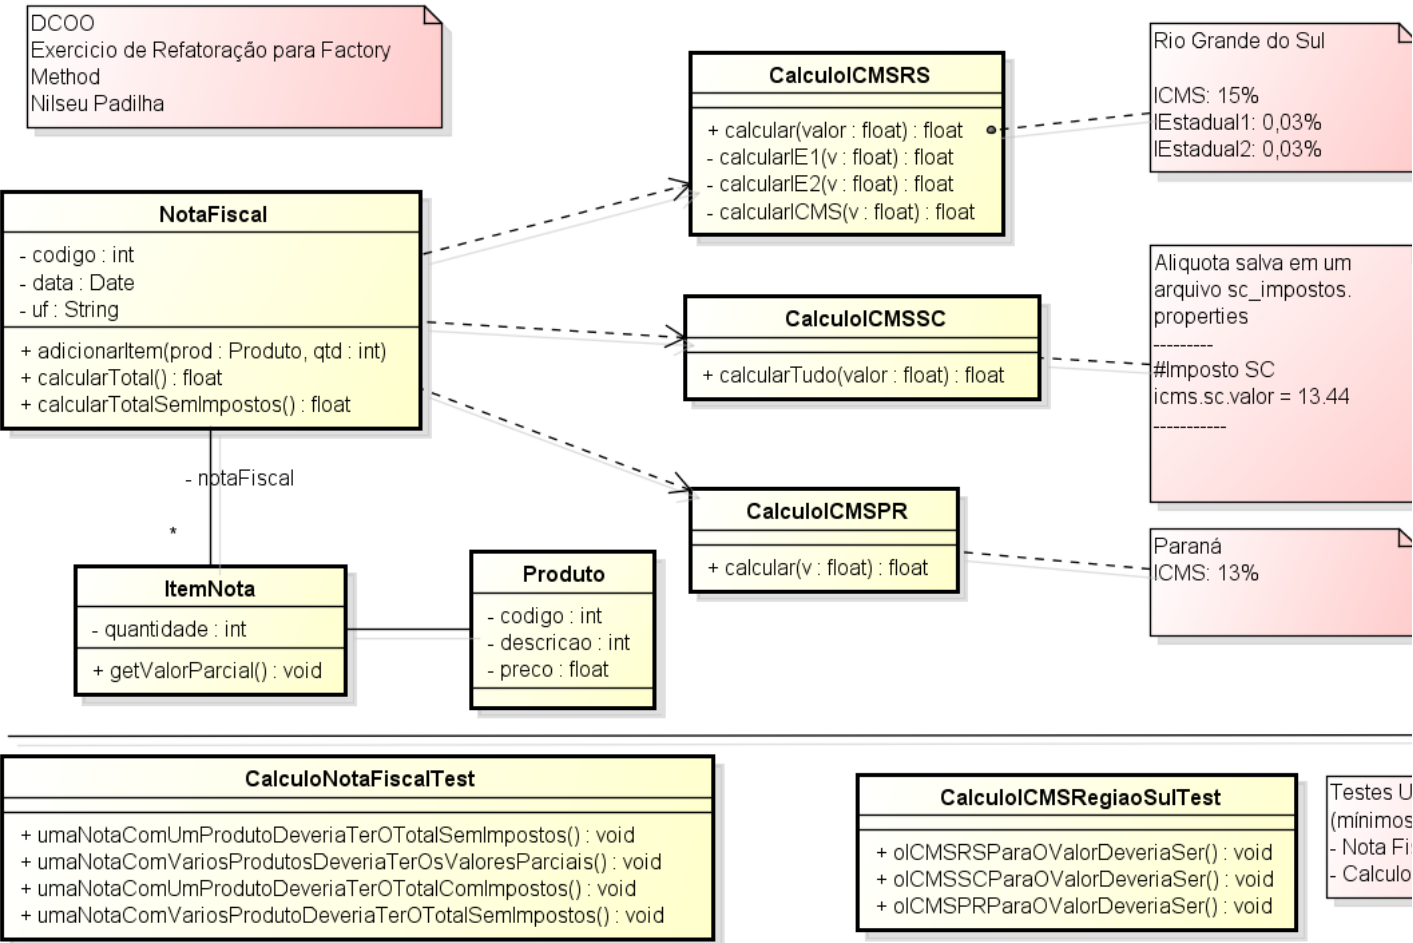 DCOO
Exercicio de Refatoração para Factory
Method
Nilseu Padilha
CalculoICMSRS
+ calcular(valor : float) : float
- calcularIE1(v : float) : float
- calcularIE2(v : float) : float
- calcularICMS(v : float) : float
Rio Grande do Sul
ICMS: 15%
IEstadual1: 0,03%
IEstadual2: 0,03%
NotaFiscal
- codigo : int
- data : Date
- uf : String
+ adicionarItem(prod : Produto, qtd : int)
+ calcularTotal() : float
+ calcularTotalSemImpostos() : float
CalculoICMSSC
+ calcularTudo(valor : float) : float
Aliquota salva em um
arquivo sc_impostos.
properties
---------
#Imposto SC
icms.sc.valor = 13.44
-----------
- notaFiscal
*
CalculoICMSPR
+ calcular(v : float) : float
Paraná
ICMS: 13%
ItemNota
- quantidade : int
+ getValorParcial() : void
Produto
- codigo : int
- descricao : int
- preco : float
CalculoNotaFiscalTest
+ umaNotaComUmProdutoDeveriaTerOTotalSemImpostos() : void
+ umaNotaComVariosProdutosDeveriaTerOsValoresParciais() : void
+ umaNotaComUmProdutoDeveriaTerOTotalComImpostos() : void
+ umaNotaComVariosProdutoDeveriaTerOTotalSemImpostos() : void
CalculoICMSRegiaoSulTest
+ oICMSRSParaOValorDeveriaSer() : void
+ oICMSSCParaOValorDeveriaSer() : void
+ oICMSPRParaOValorDeveriaSer() : void
Testes U
(mínimos
- Nota Fi
- Calculo